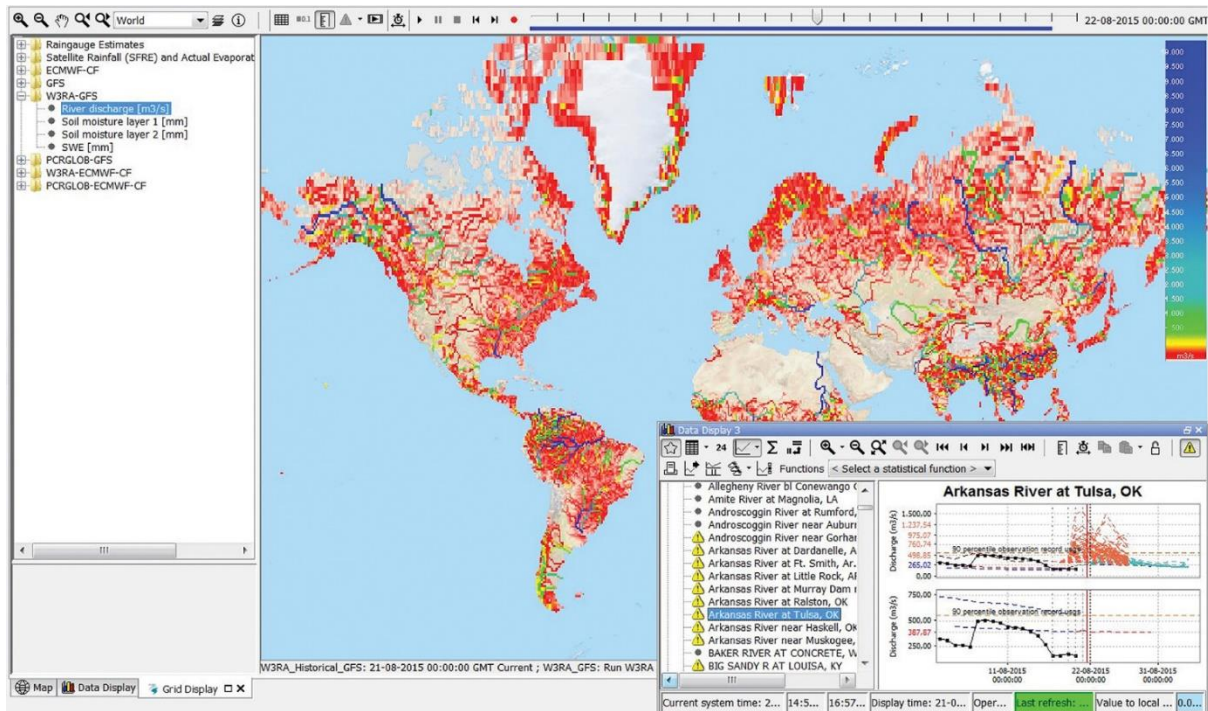 World
22-08-2015 00:00:00 GMT
Raingauge Estimates
Satellite Rainfall (SFRE) and Actual Evaporat
ECMWF-CF
GFS
W3RA-GFS
River discharge [m3/s]
Soil moisture layer 1 [mm]
Soil moisture layer 2 [mm]
SWE [mm]
PCRGLOB-GFS
W3RA-ECMWF-CF
PCRGLOB-ECMWF-CF
m3/s
W3RA_Historical_GFS: 21-08-2015 00:00:00 GMT Current ; W3RA_GFS: Run W3RA
Map Data Display Grid Display
Data Display 3
24
Functions < Select a statistical function >
Allegheny River bl Conewango
Amite River at Magnolia, LA
Androscoggin River at Rumford,
Androscoggin River near Auburn
Androscoggin River near Gorhar
Arkansas River at Dardanelle, A
Arkansas River at Ft. Smith, Ar.
Arkansas River at Little Rock, AF
Arkansas River at Murray Dam
Arkansas River at Ralston, OK
Arkansas River at Tulsa, OK
Arkansas River near Haskell, OK
Arkansas River near Muskogee,
BAKER RIVER AT CONCRETE, W
BIG SANDY R AT LOUISA, KY
Arkansas River at Tulsa, OK
Discharge (m3/s)
1.500,00
1.237,54
975,07
760,74
498,05
265,02
0,00
90 percentile observation record usgs
Discharge (m3/s)
750,00
500,00
250,00
90 percentile observation record usgs
11-08-2015 00:00:00
22-08-2015 00:00:00
31-08-2015 00:00:00
Current system time: 2... 14:5... 16:57... Display time: 21-0... Oper... Last refresh: ... Value to local ... 0.0...